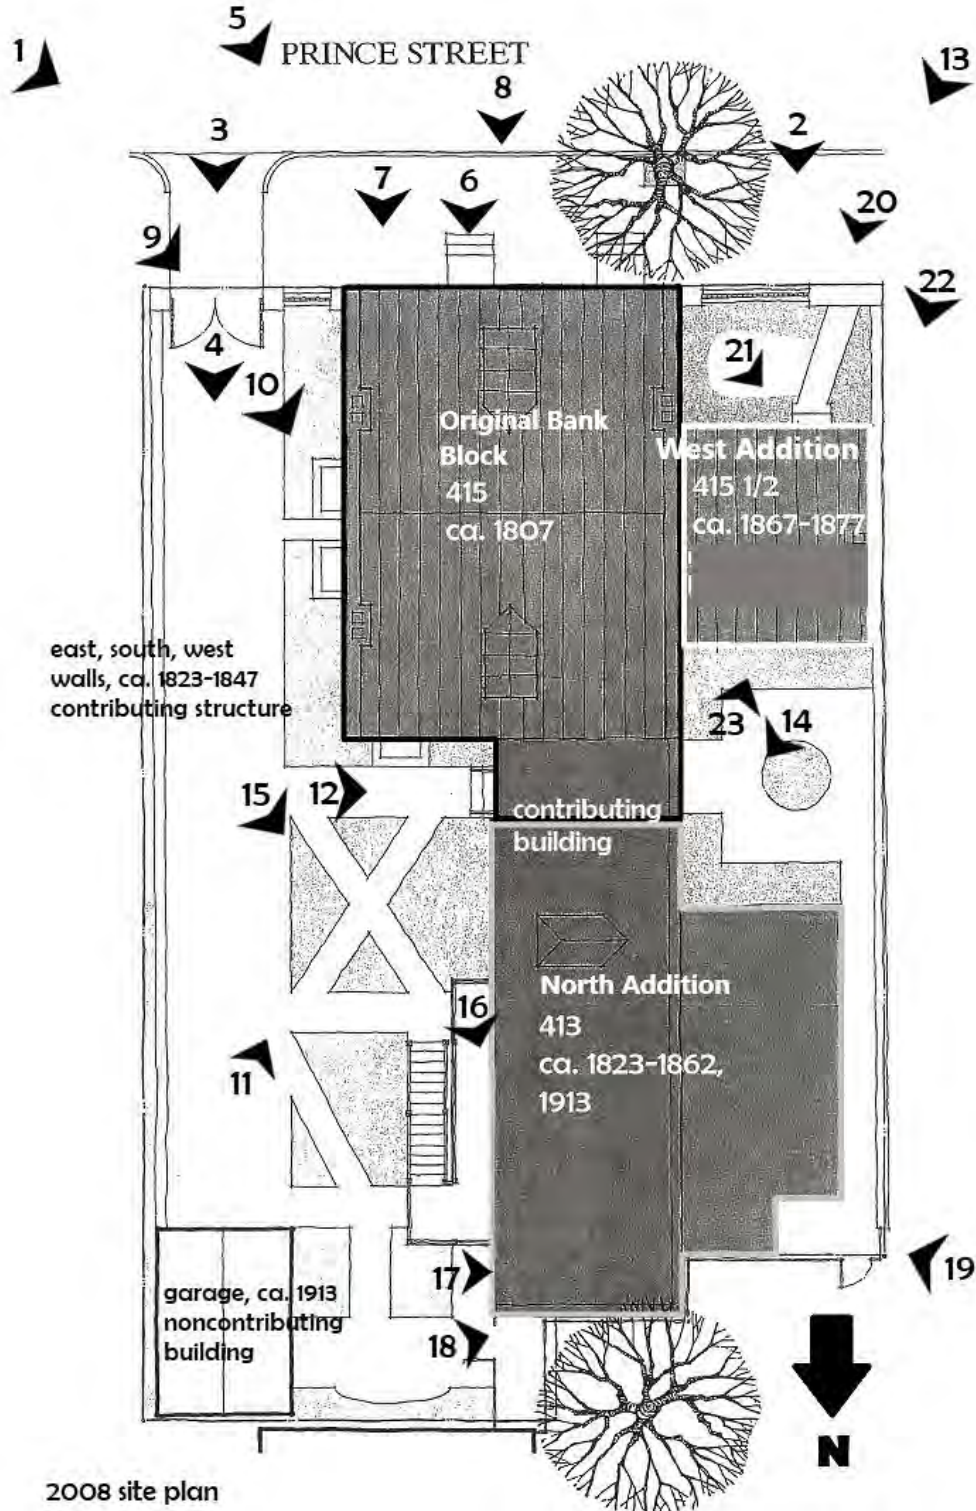 1
5
PRINCE STREET
13
8
3
2
7
6
20
9
22
4
21
10
Original Bank
Block
415
ca. 1807
West Addition
415 1/2
ca. 1867-1877
east, south, west
walls, ca. 1823-1847
contributing structure
23
14
15
12
contributing
building
North Addition
413
ca. 1823-1862,
1913
16
11
17
19
garage, ca. 1913
noncontributing
building
18
N
2008 site plan